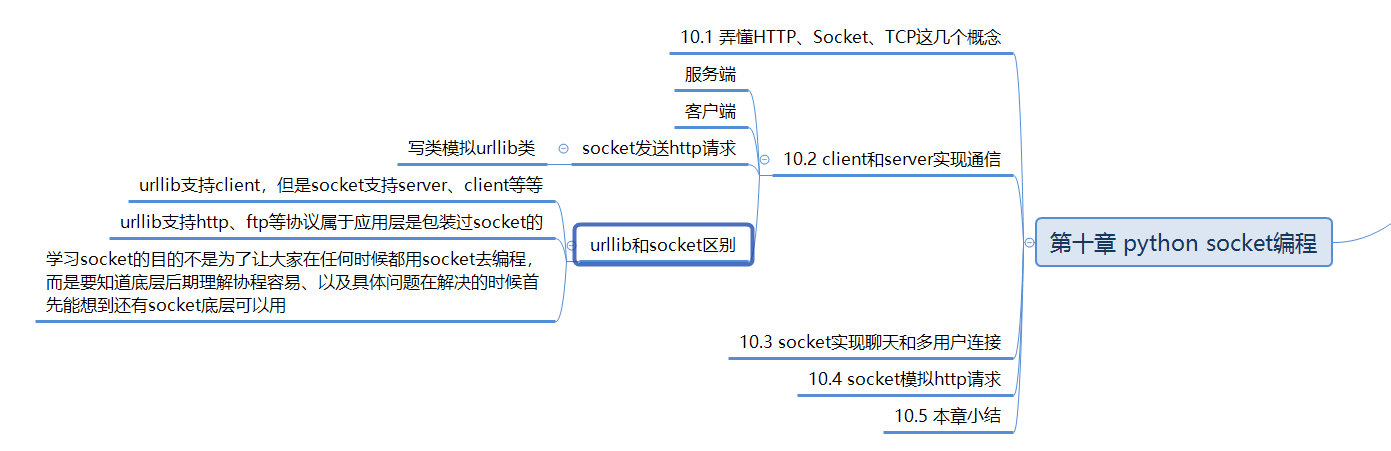 10.1 弄懂HTTP、Socket、TCP这几个概念
服务端
客户端
写类模拟urllib类
socket发送http请求
10.2 client和server实现通信
urllib支持client，但是socket支持server、client等等
urllib支持http、ftp等协议属于应用层是包装过socket的
urllib和socket区别
学习socket的目的不是为了让大家在任何时候都用socket去编程，
而是要知道底层后期理解协程容易、以及具体问题在解决的时候首
先能想到还有socket底层可以用
第十章 python socket编程
10.3 socket实现聊天和多用户连接
10.4 socket模拟http请求
10.5 本章小结